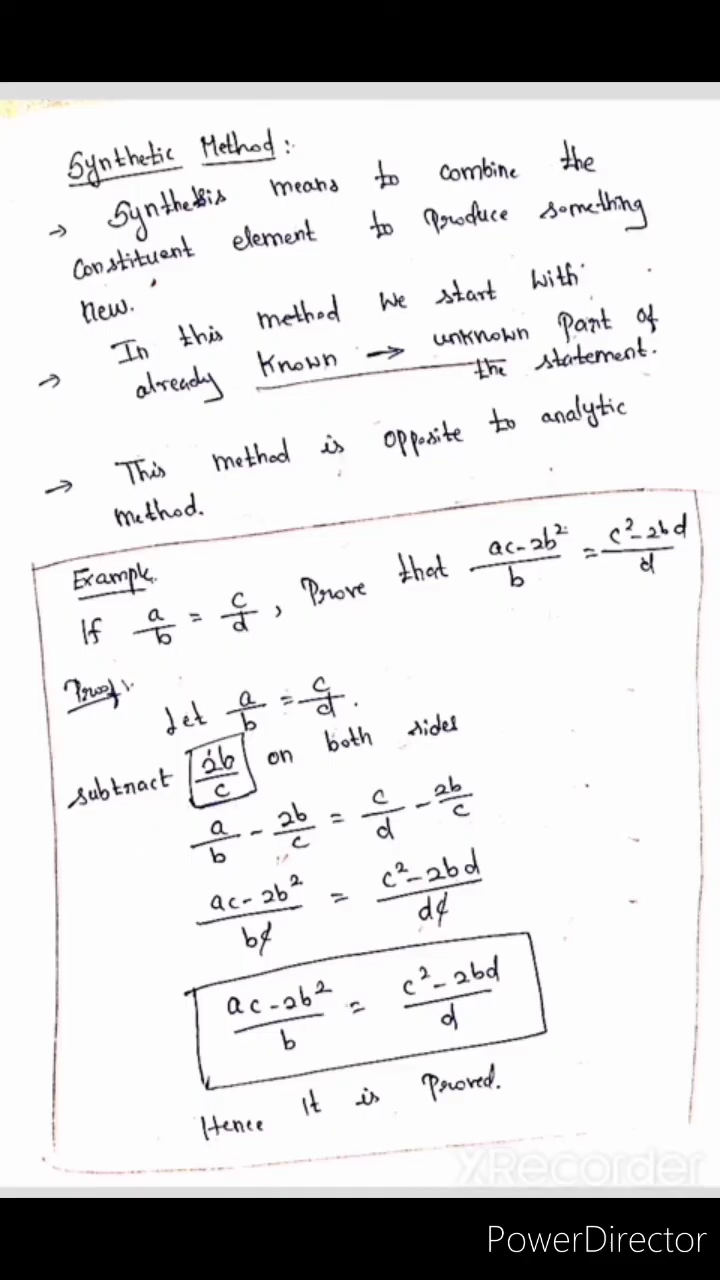 Synthetic Method :
→ Synthesis means to combine the
constituent element to produce something
new.
→ In this method we start with
already known → unknown part of
the statement.
→ This method is opposite to analytic
method.
Example
If a/b = c/d , Prove that (ac-2b²)/b = (c²-2bd)/d
Proof:
Let a/b = c/d.
subtract 2b/c on both sides
a/b - 2b/c = c/d - 2b/c
(ac-2b²)/bc = (c²-2bd)/dc
(ac-2b²)/b = (c²-2bd)/d
Hence It is Proved.
XRecorder
PowerDirector